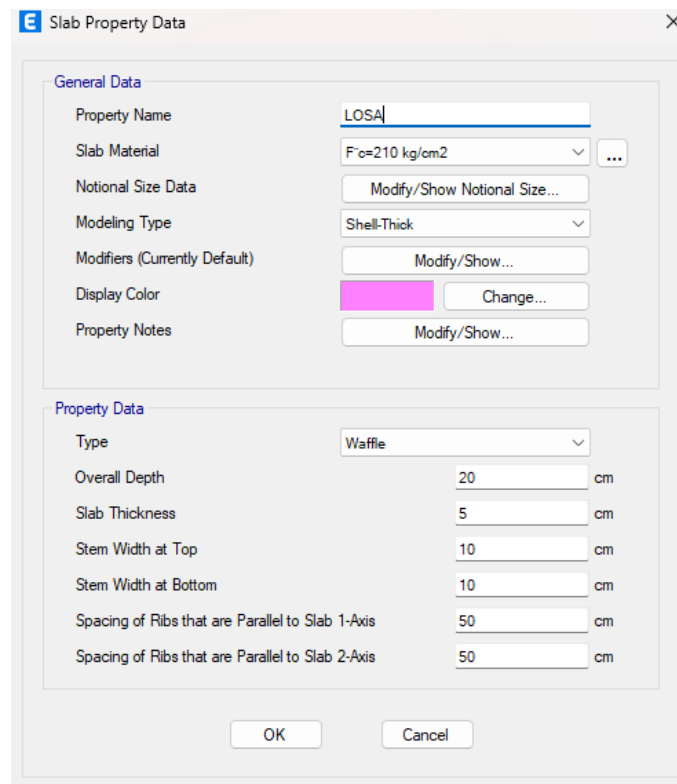 E Slab Property Data
General Data
Property Name LOSA
Slab Material F¨c=210 kg/cm2 ...
Notional Size Data Modify/Show Notional Size...
Modeling Type Shell-Thick
Modifiers (Currently Default) Modify/Show...
Display Color Change...
Property Notes Modify/Show...
Property Data
Type Waffle
Overall Depth 20 cm
Slab Thickness 5 cm
Stem Width at Top 10 cm
Stem Width at Bottom 10 cm
Spacing of Ribs that are Parallel to Slab 1-Axis 50 cm
Spacing of Ribs that are Parallel to Slab 2-Axis 50 cm
OK Cancel